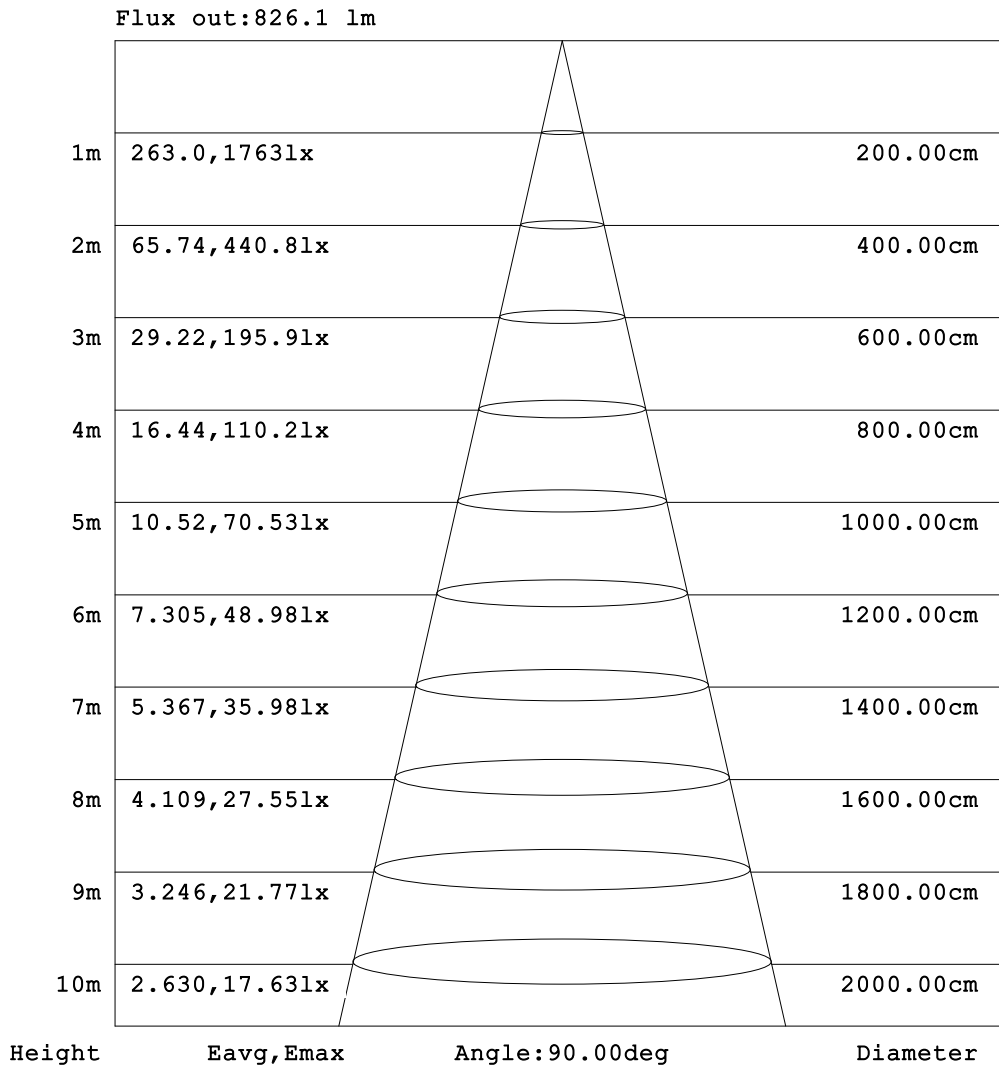 Flux out:826.1 lm
1m 263.0,1763lx 200.00cm
2m 65.74,440.8lx 400.00cm
3m 29.22,195.9lx 600.00cm
4m 16.44,110.2lx 800.00cm
5m 10.52,70.53lx 1000.00cm
6m 7.305,48.98lx 1200.00cm
7m 5.367,35.98lx 1400.00cm
8m 4.109,27.55lx 1600.00cm
9m 3.246,21.77lx 1800.00cm
10m 2.630,17.63lx 2000.00cm
Height Eavg,Emax Angle:90.00deg Diameter